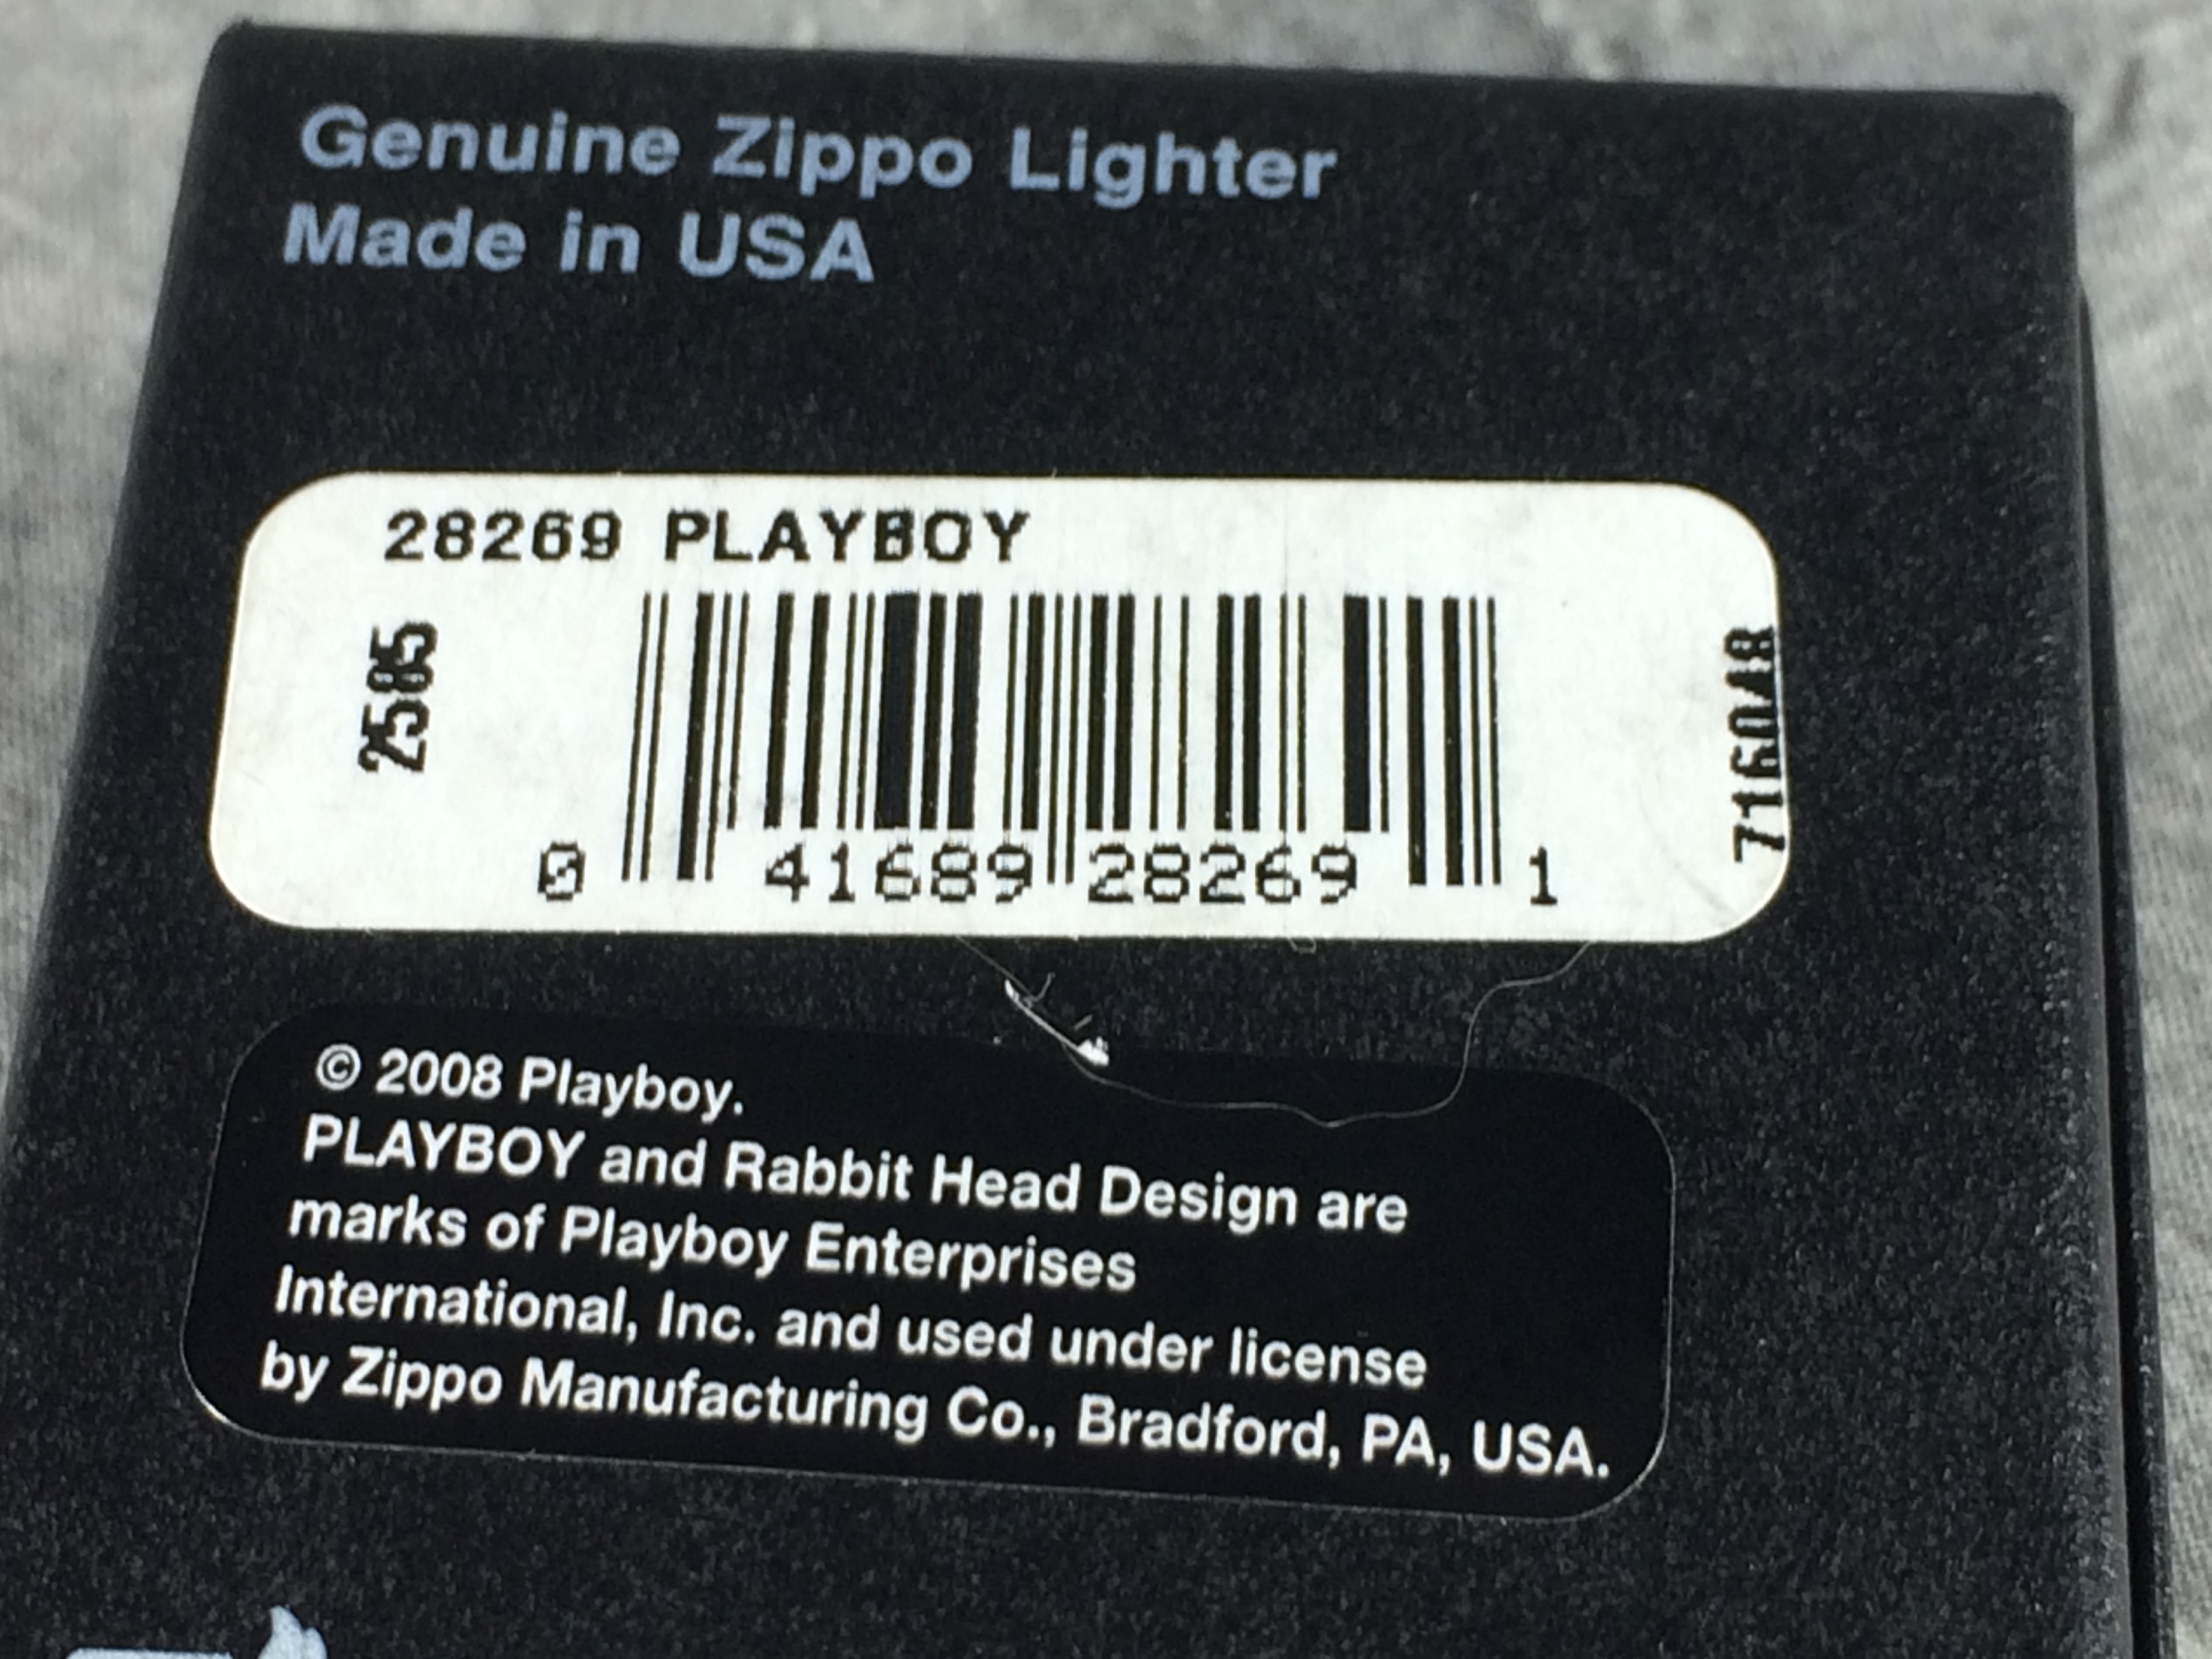 Genuine Zippo Lighter
Made in USA
28269 PLAYBOY
2585
7116048
0 41689 28269 1
© 2008 Playboy.
PLAYBOY and Rabbit Head Design are
marks of Playboy Enterprises
International, Inc. and used under license
by Zippo Manufacturing Co., Bradford, PA, USA.